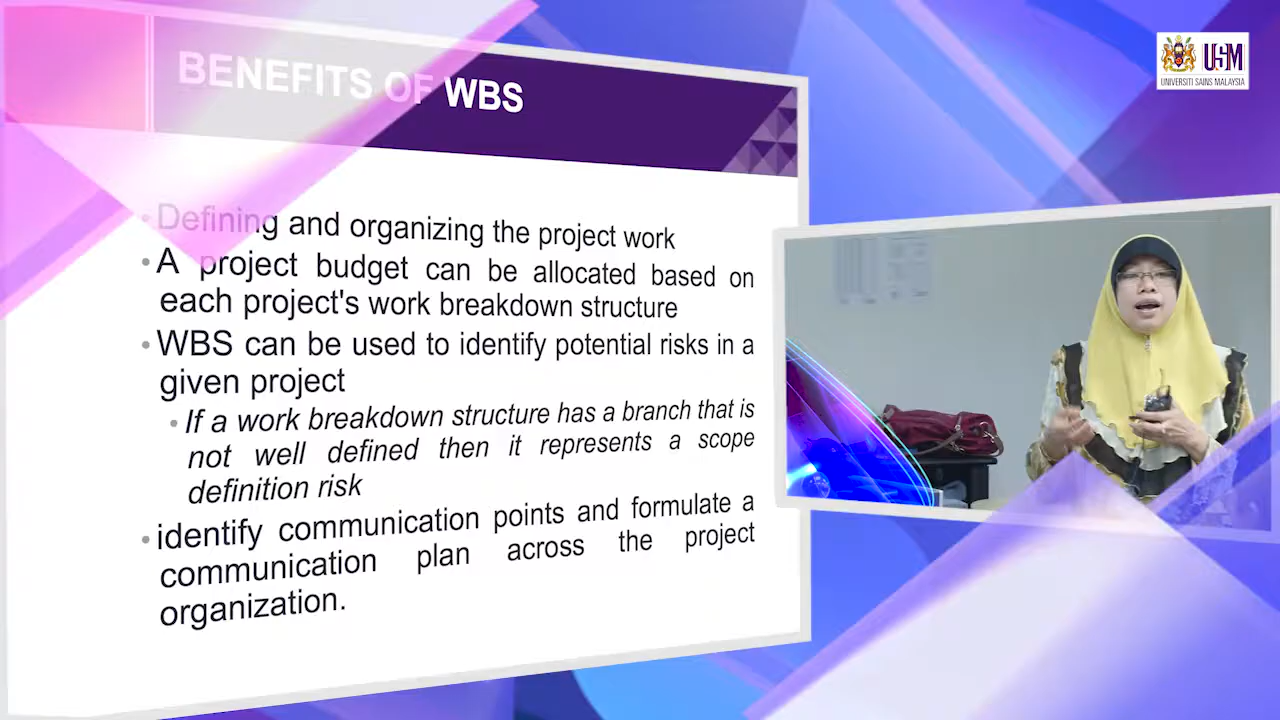 BENEFITS OF WBS
• Defining and organizing the project work
• A project budget can be allocated based on
each project's work breakdown structure
• WBS can be used to identify potential risks in a
given project
• If a work breakdown structure has a branch that is
not well defined then it represents a scope
definition risk
• identify communication points and formulate a
communication plan across the project
organization.
USM
UNIVERSITI SAINS MALAYSIA